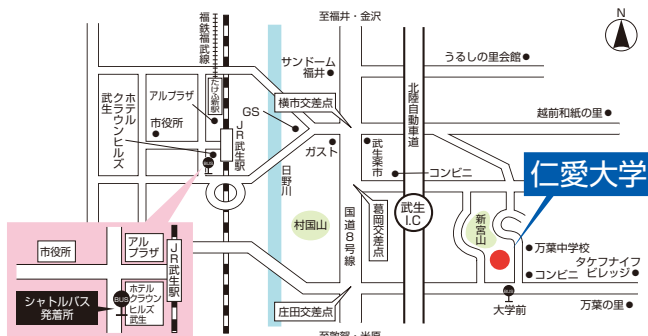 至福井・金沢
N
福鉄福武線
サンドーム
福井
うるしの里会館
北陸自動車道
たけふ新駅
アルプラザ
ホテル
クラウンヒルズ
武生
市役所
GS
横市交差点
越前和紙の里
JR武生駅
ガスト
武生楽市
コンビニ
仁愛大学
BUS
日野川
国道8号線
葛岡交差点
武生
I.C
村国山
新宮山
万葉中学校
タケフナイフ
ビレッジ
コンビニ
BUS
大学前
万葉の里
庄田交差点
市役所
アル
プラザ
JR武生駅
シャトルバス
発着所
BUS
ホテル
クラウン
ヒルズ
武生